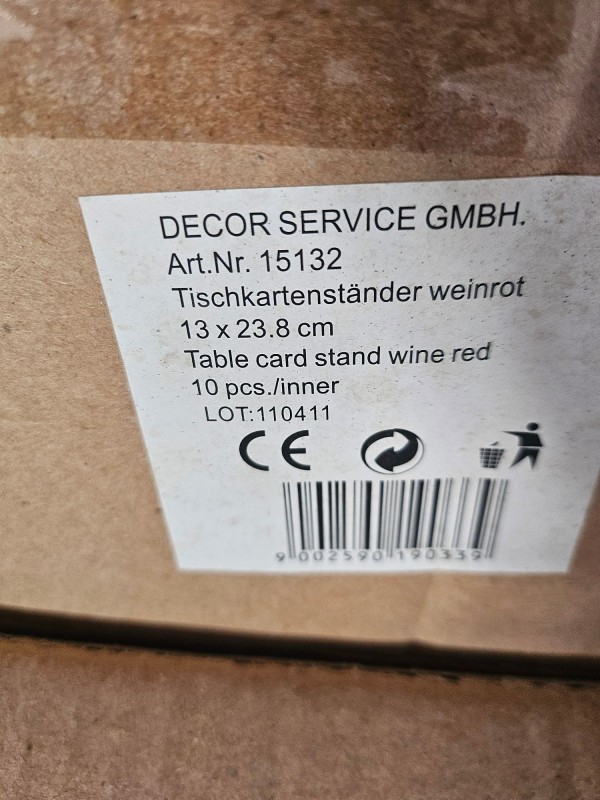 DECOR SERVICE GMBH.
Art.Nr. 15132
Tischkartenständer weinrot
13 x 23.8 cm
Table card stand wine red
10 pcs./inner
LOT:110411
CE
9 002590 190339